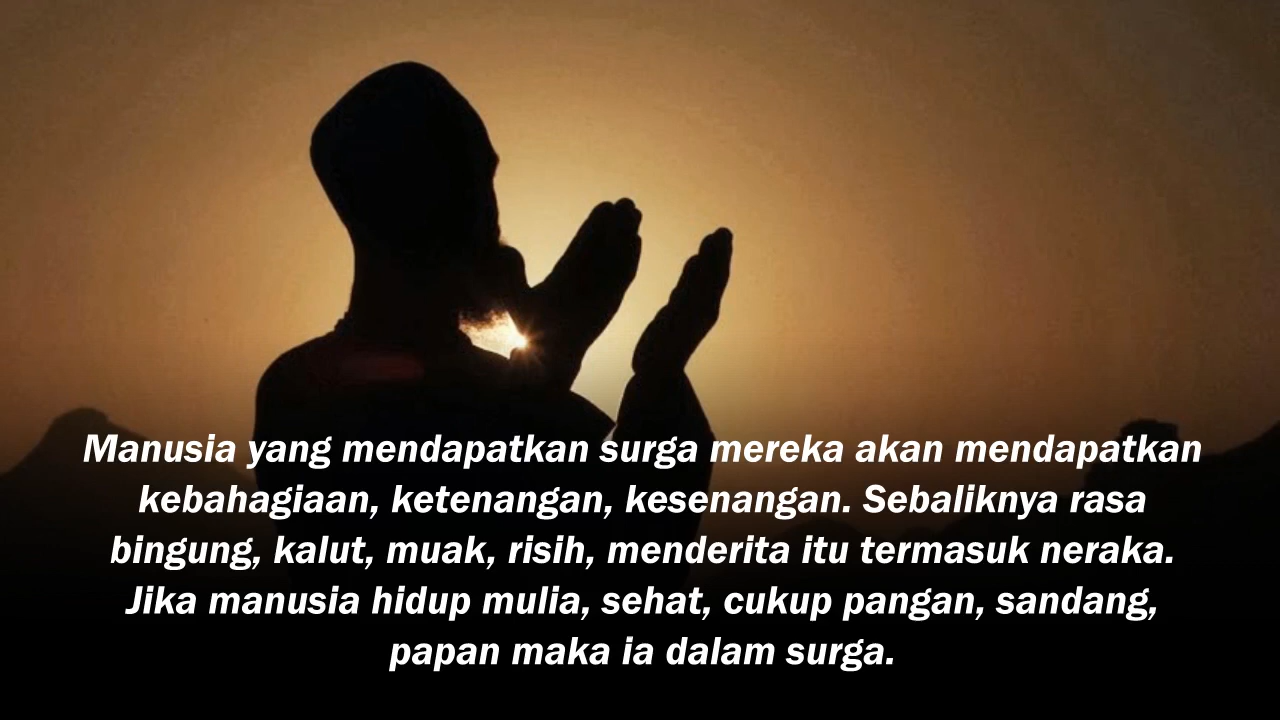 Manusia yang mendapatkan surga mereka akan mendapatkan
kebahagiaan, ketenangan, kesenangan. Sebaliknya rasa
bingung, kalut, muak, risih, menderita itu termasuk neraka.
Jika manusia hidup mulia, sehat, cukup pangan, sandang,
papan maka ia dalam surga.